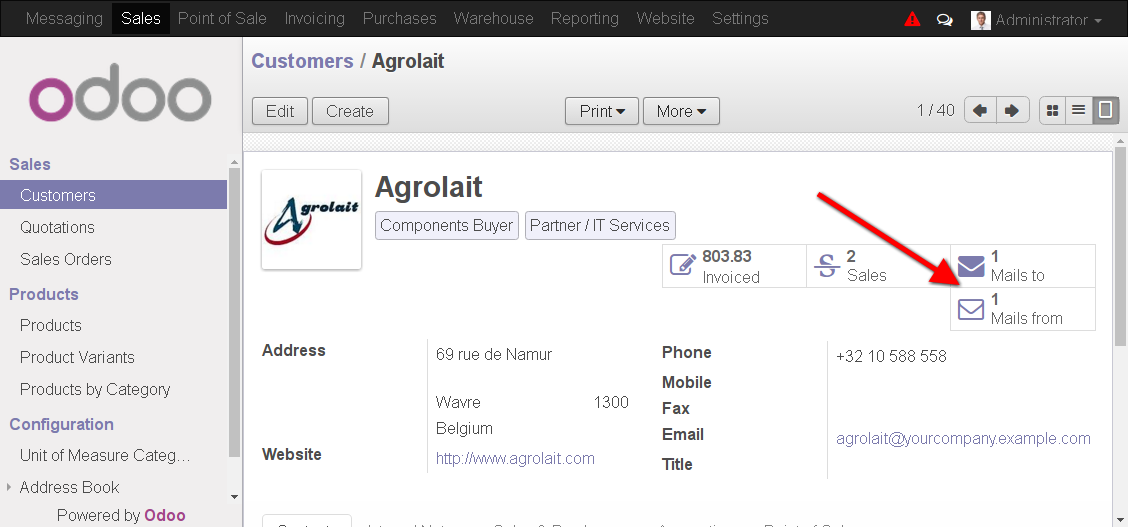 Messaging Sales Point of Sale Invoicing Purchases Warehouse Reporting Website Settings Administrator
odoo
Customers / Agrolait
Edit Create Print More 1 / 40
Sales
Customers
Quotations
Sales Orders
Products
Products
Product Variants
Products by Category
Configuration
Unit of Measure Categ...
Address Book
Powered by Odoo
Agrolait
Agrolait
Components Buyer Partner / IT Services
803.83 Invoiced
2 Sales
1 Mails to
1 Mails from
Address 69 rue de Namur
Wavre 1300
Belgium
Website http://www.agrolait.com
Phone +32 10 588 558
Mobile
Fax
Email agrolait@yourcompany.example.com
Title